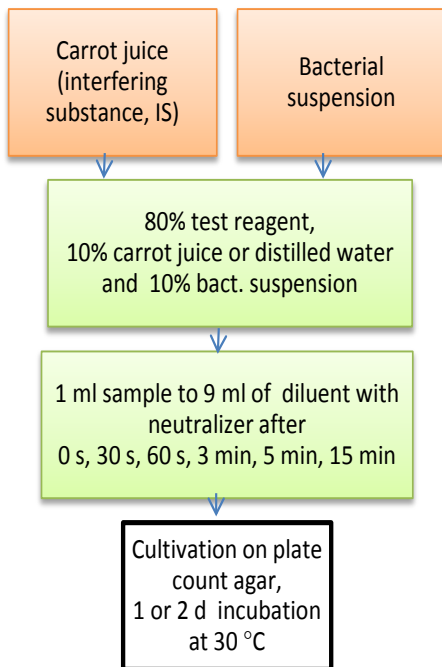 Carrot juice
(interfering
substance, IS)
Bacterial
suspension
80% test reagent,
10% carrot juice or distilled water
and 10% bact. suspension
1 ml sample to 9 ml of diluent with
neutralizer after
0 s, 30 s, 60 s, 3 min, 5 min, 15 min
Cultivation on plate
count agar,
1 or 2 d incubation
at 30 °C